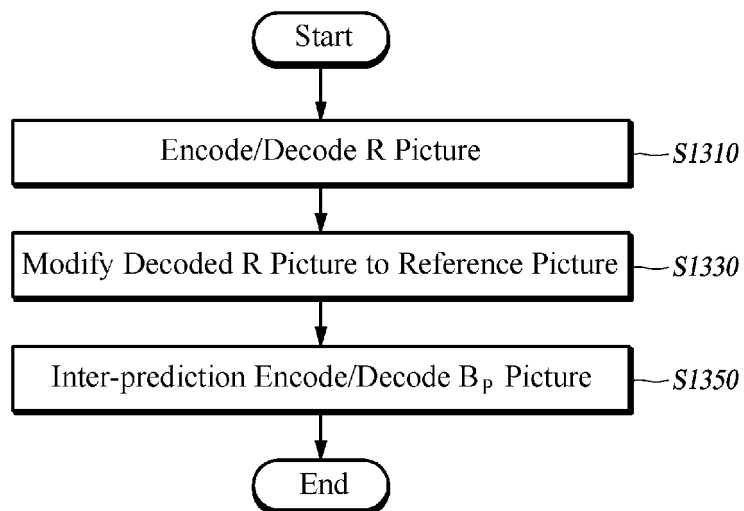 Start
Encode/Decode R Picture
S1310
Modify Decoded R Picture to Reference Picture
S1330
Inter-prediction Encode/Decode BP Picture
S1350
End